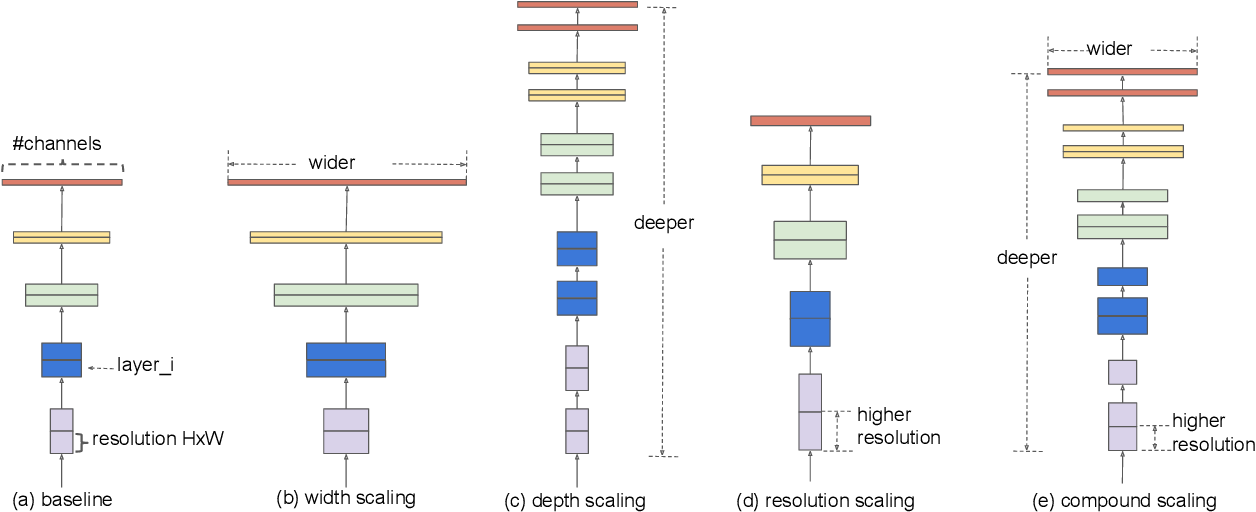 #channels
layer_i
resolution HxW
(a) baseline
wider
(b) width scaling
deeper
(c) depth scaling
higher
resolution
(d) resolution scaling
wider
deeper
higher
resolution
(e) compound scaling